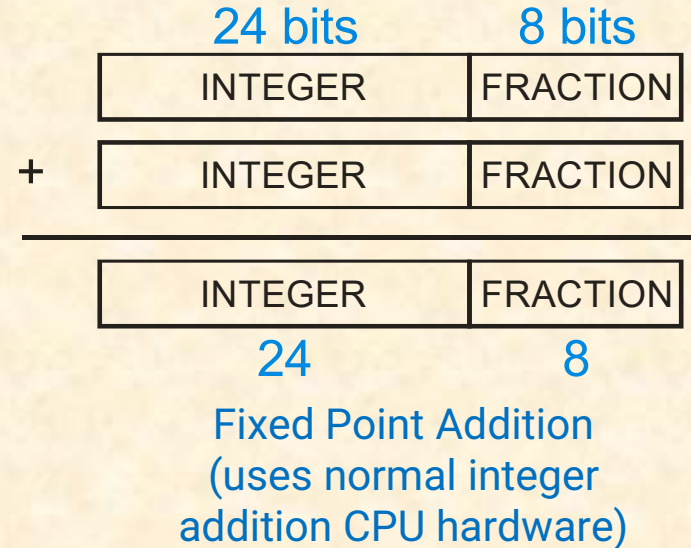 24 bits 8 bits
INTEGER FRACTION
+ INTEGER FRACTION
INTEGER FRACTION
24 8
Fixed Point Addition
(uses normal integer
addition CPU hardware)